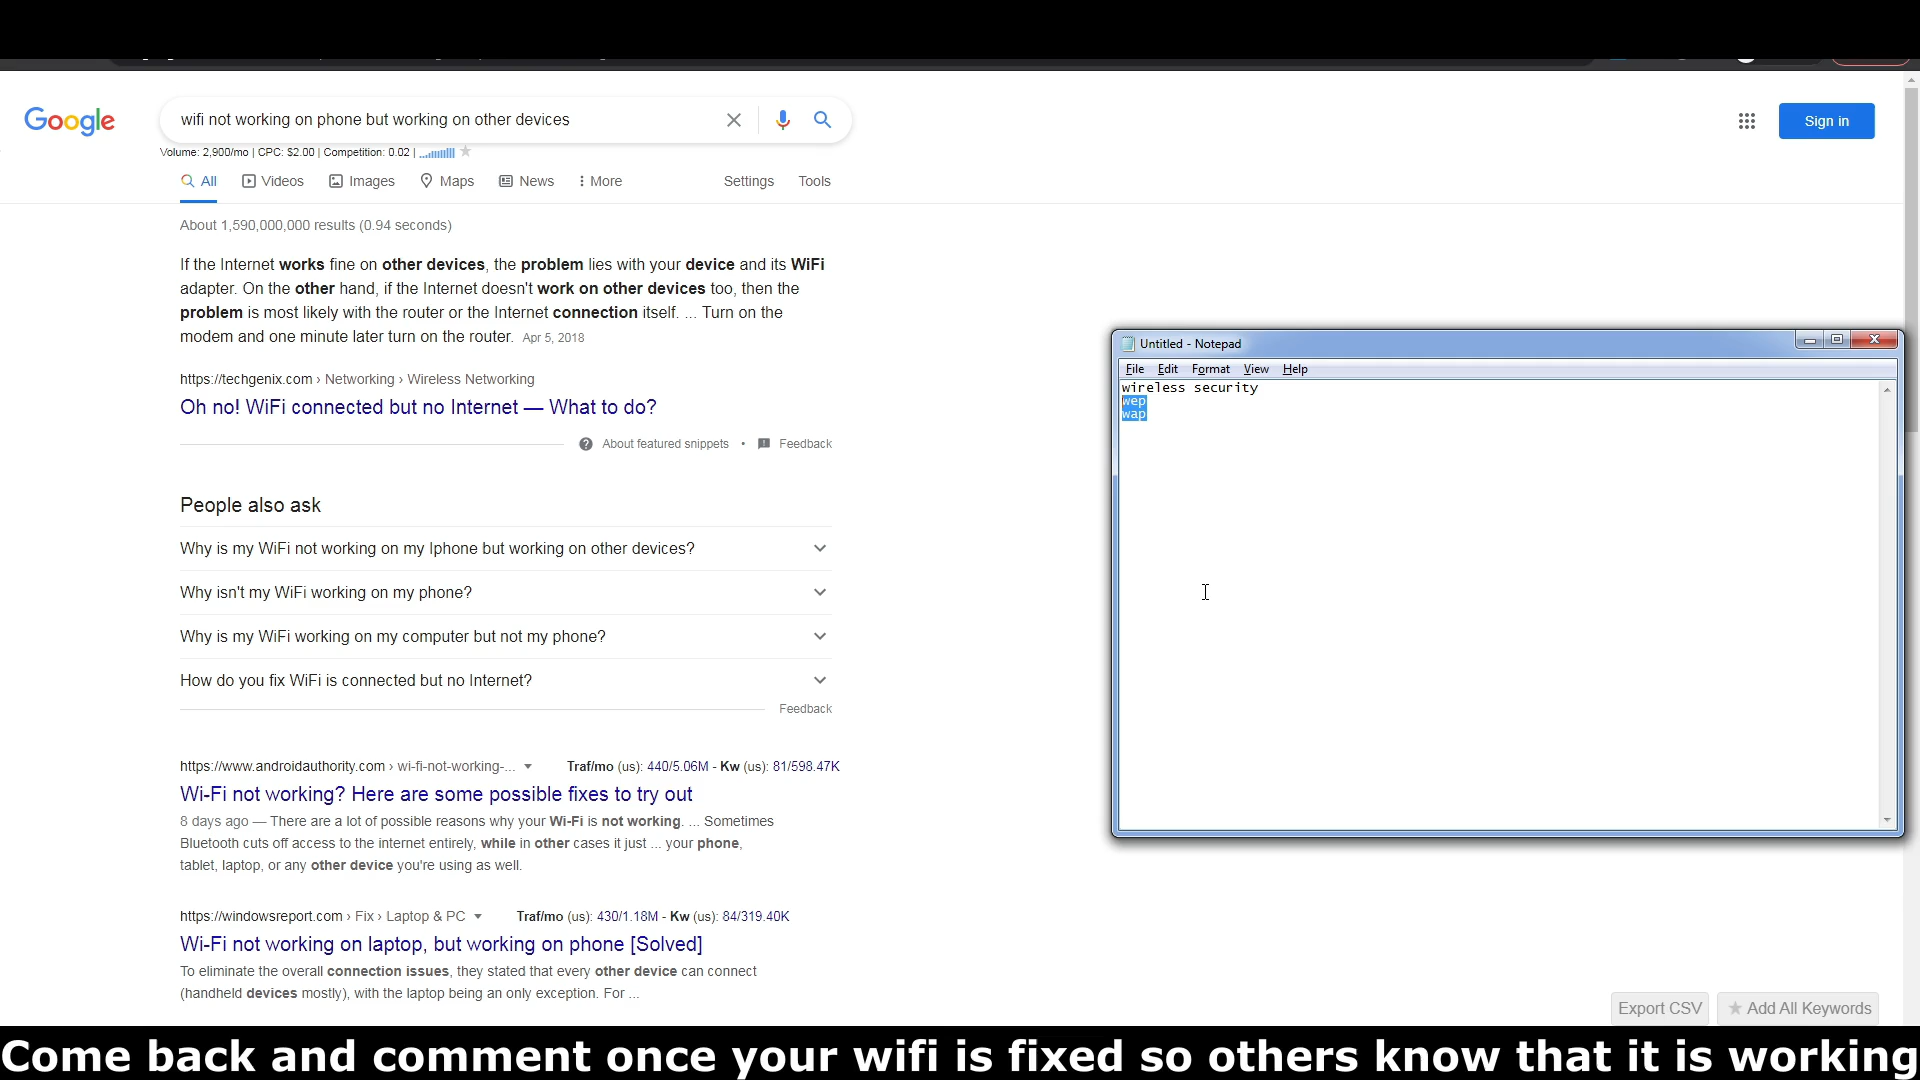 Google
wifi not working on phone but working on other devices
Sign in
Volume: 2,900/mo | CPC: $2.00 | Competition: 0.02 |
All Videos Images Maps News More Settings Tools
About 1,590,000,000 results (0.94 seconds)
If the Internet works fine on other devices, the problem lies with your device and its WiFi
adapter. On the other hand, if the Internet doesn't work on other devices too, then the
problem is most likely with the router or the Internet connection itself. ... Turn on the
modem and one minute later turn on the router. Apr 5, 2018
https://techgenix.com › Networking › Wireless Networking
Oh no! WiFi connected but no Internet — What to do?
About featured snippets • Feedback
People also ask
Why is my WiFi not working on my Iphone but working on other devices?
Why isn't my WiFi working on my phone?
Why is my WiFi working on my computer but not my phone?
How do you fix WiFi is connected but no Internet?
Feedback
https://www.androidauthority.com › wi-fi-not-working-... Traf/mo (us): 440/5.06M - Kw (us): 81/598.47K
Wi-Fi not working? Here are some possible fixes to try out
8 days ago — There are a lot of possible reasons why your Wi-Fi is not working. ... Sometimes
Bluetooth cuts off access to the internet entirely, while in other cases it just ... your phone,
tablet, laptop, or any other device you're using as well.
https://windowsreport.com › Fix › Laptop & PC Traf/mo (us): 430/1.18M - Kw (us): 84/319.40K
Wi-Fi not working on laptop, but working on phone [Solved]
To eliminate the overall connection issues, they stated that every other device can connect
(handheld devices mostly), with the laptop being an only exception. For ...
Untitled - Notepad
File Edit Format View Help
wireless security
wep
wap
Export CSV
Add All Keywords
Come back and comment once your wifi is fixed so others know that it is working